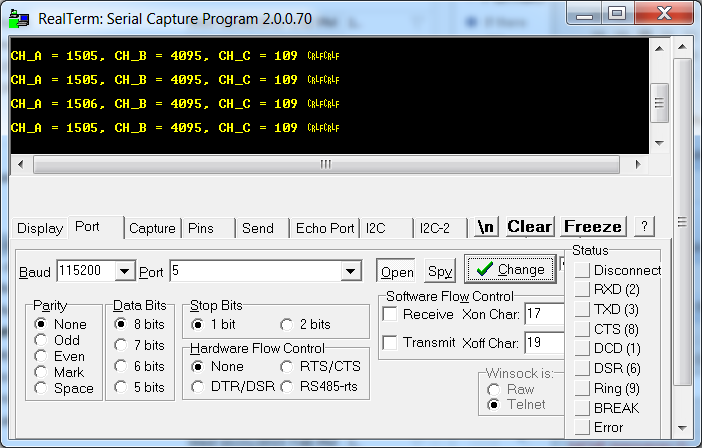 RealTerm: Serial Capture Program 2.0.0.70
CH_A = 1505, CH_B = 4095, CH_C = 109 CRLFCRLF
CH_A = 1505, CH_B = 4095, CH_C = 109 CRLFCRLF
CH_A = 1506, CH_B = 4095, CH_C = 109 CRLFCRLF
CH_A = 1505, CH_B = 4095, CH_C = 109 CRLFCRLF
Display Port Capture Pins Send Echo Port I2C I2C-2 \n Clear Freeze ?
Baud 115200 Port 5 Open Spy Change
Parity
None
Odd
Even
Mark
Space
Data Bits
8 bits
7 bits
6 bits
5 bits
Stop Bits
1 bit 2 bits
Hardware Flow Control
None RTS/CTS
DTR/DSR RS485-rts
Software Flow Control
Receive Xon Char: 17
Transmit Xoff Char: 19
Winsock is:
Raw
Telnet
Status
Disconnect
RXD (2)
TXD (3)
CTS (8)
DCD (1)
DSR (6)
Ring (9)
BREAK
Error